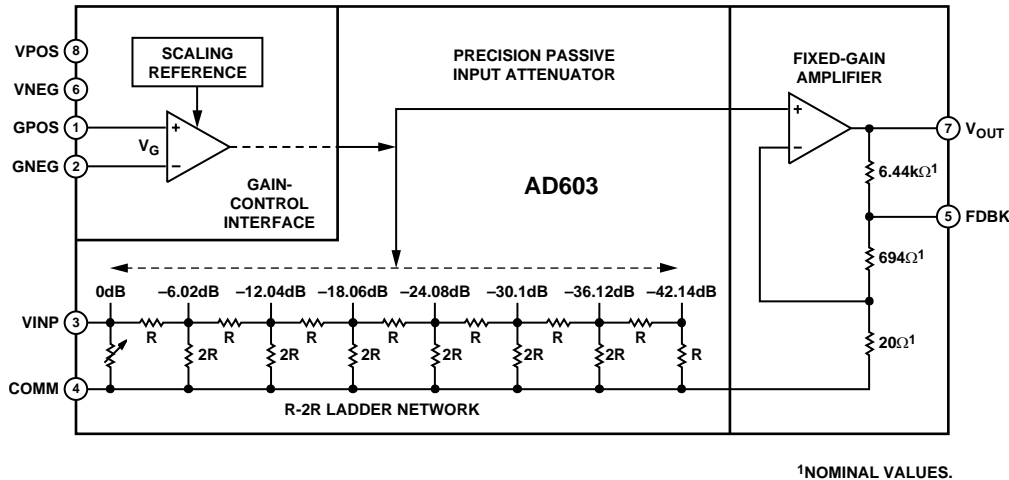 VPOS 8
VNEG 6
GPOS 1
GNEG 2
SCALING
REFERENCE
VG
+
−
GAIN-
CONTROL
INTERFACE
PRECISION PASSIVE
INPUT ATTENUATOR
AD603
FIXED-GAIN
AMPLIFIER
+
−
7 VOUT
6.44kΩ1
5 FDBK
694Ω1
20Ω1
0dB −6.02dB −12.04dB −18.06dB −24.08dB −30.1dB −36.12dB −42.14dB
VINP 3
R R R R R R R
2R 2R 2R 2R 2R 2R R
COMM 4
R-2R LADDER NETWORK
1NOMINAL VALUES.